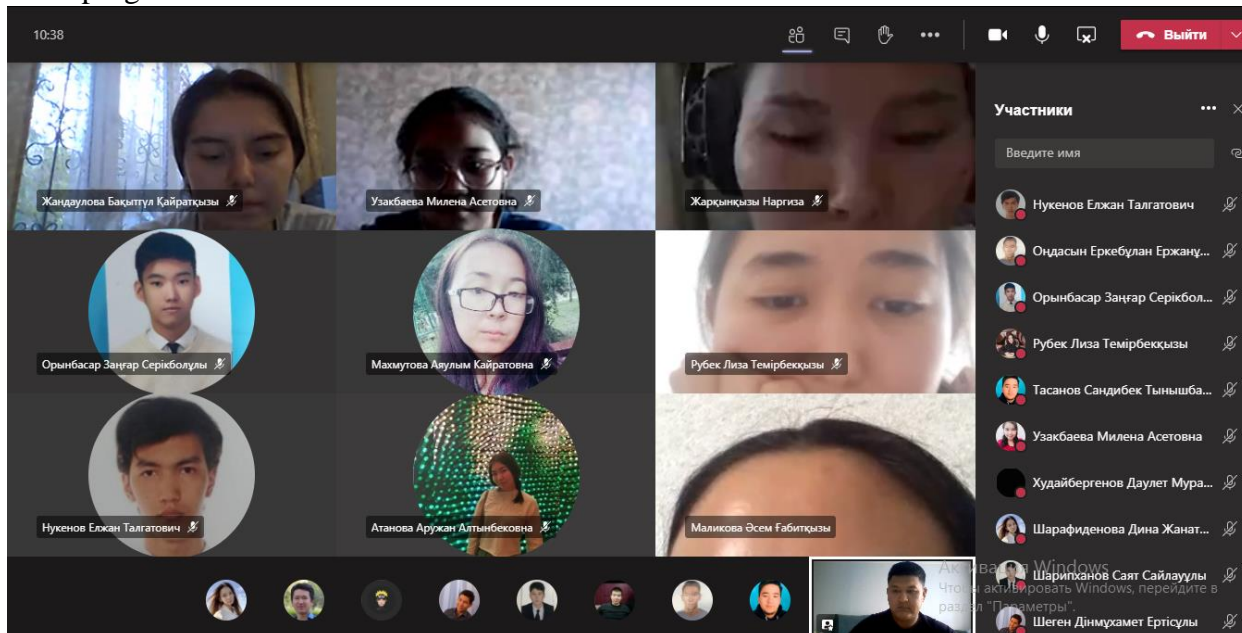 10:38
Выйти
Жандаулова Бақытгүл Қайратқызы
Узакбаева Милена Асетовна
Жарқынқызы Наргиза
Орынбасар Заңғар Серікболұлы
Махмутова Аяулым Кайратовна
Рубек Лиза Темірбекқызы
Нукенов Елжан Талгатович
Атанова Аружан Алтынбековна
Маликова Әсем Ғабитқызы
Участники
Введите имя
Нукенов Елжан Талгатович
Оңдасын Еркебұлан Ержанұ...
Орынбасар Заңғар Серікбол...
Рубек Лиза Темірбекқызы
Тасанов Сандибек Тынышба...
Узакбаева Милена Асетовна
Худайбергенов Даулет Мура...
Шарафиденова Дина Жанат...
Активация Windows
Шарипханов Саят Сайлауұлы
Чтобы активировать Windows, перейдите в
раздел "Параметры".
Шеген Дінмұхамет Ертісұлы